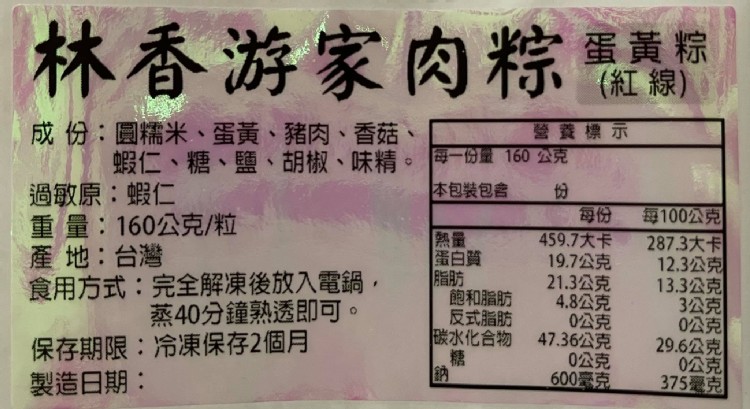 林香游家肉粽 蛋黃粽
(紅線)
成 份：圓糯米、蛋黃、豬肉、香菇、
蝦仁、糖、鹽、胡椒、味精。
過敏原：蝦仁
重 量：160公克/粒
產 地：台灣
食用方式：完全解凍後放入電鍋，
蒸40分鐘熟透即可。
保存期限：冷凍保存2個月
製造日期：
營養標示
每一份量 160 公克
本包裝包含 份
每份 每100公克
熱量 459.7大卡 287.3大卡
蛋白質 19.7公克 12.3公克
脂肪 21.3公克 13.3公克
飽和脂肪 4.8公克 3公克
反式脂肪 0公克 0公克
碳水化合物 47.36公克 29.6公克
糖 0公克 0公克
鈉 600毫克 375毫克